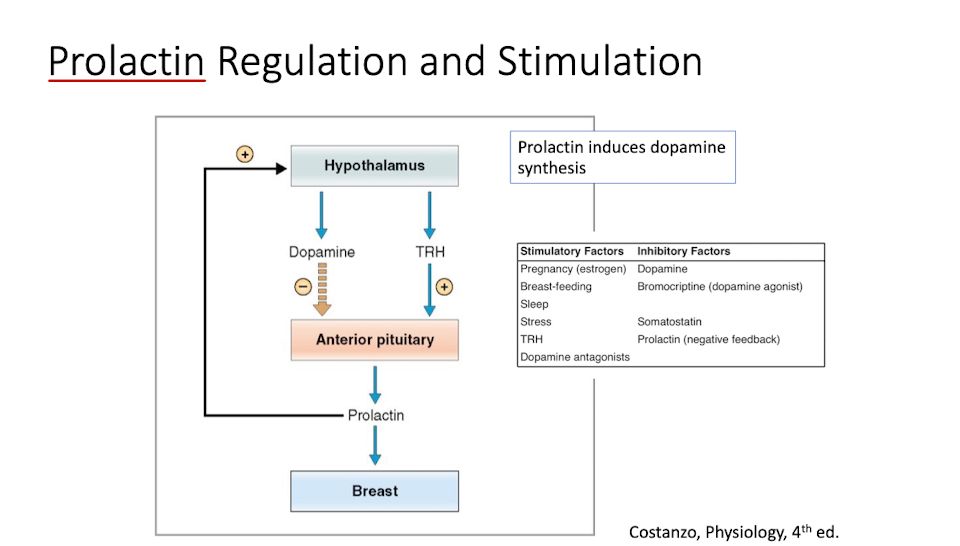 Prolactin Regulation and Stimulation
+
Hypothalamus
Prolactin induces dopamine
synthesis
Dopamine TRH
− +
Anterior pituitary
Prolactin
Breast
Stimulatory Factors Inhibitory Factors
Pregnancy (estrogen) Dopamine
Breast-feeding Bromocriptine (dopamine agonist)
Sleep
Stress Somatostatin
TRH Prolactin (negative feedback)
Dopamine antagonists
Costanzo, Physiology, 4th ed.